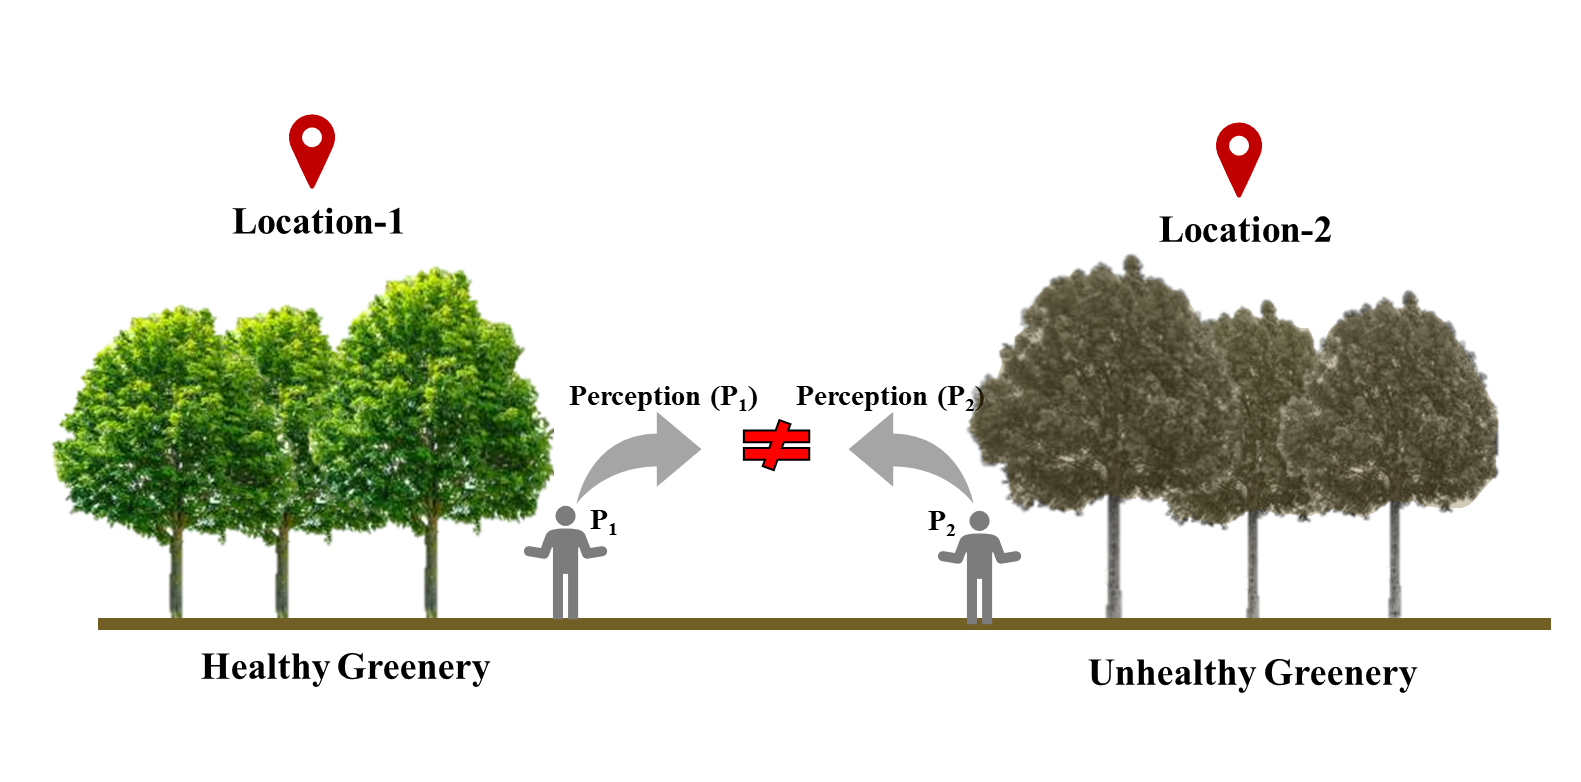 Location-1
Location-2
Perception (P₁)
Perception (P₂)
P₁
P₂
Healthy Greenery
Unhealthy Greenery